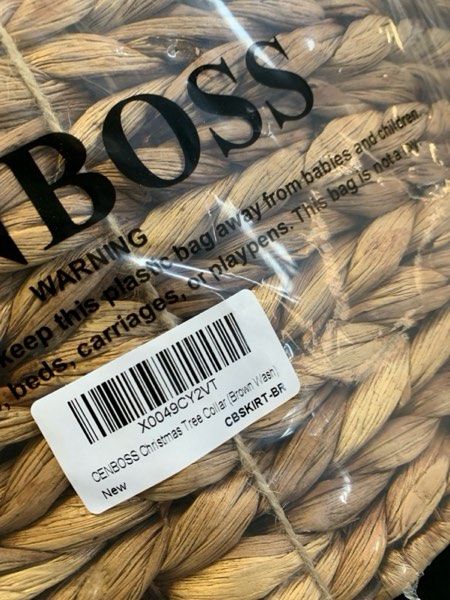 NBOSS
WARNING
keep this plastic bag away from babies and children.
, beds, carriages, or playpens. This bag is not a
X0049CY2VT
CENBOSS Christmas Tree Collar (Brown Wash)
New CBSKIRT-BR